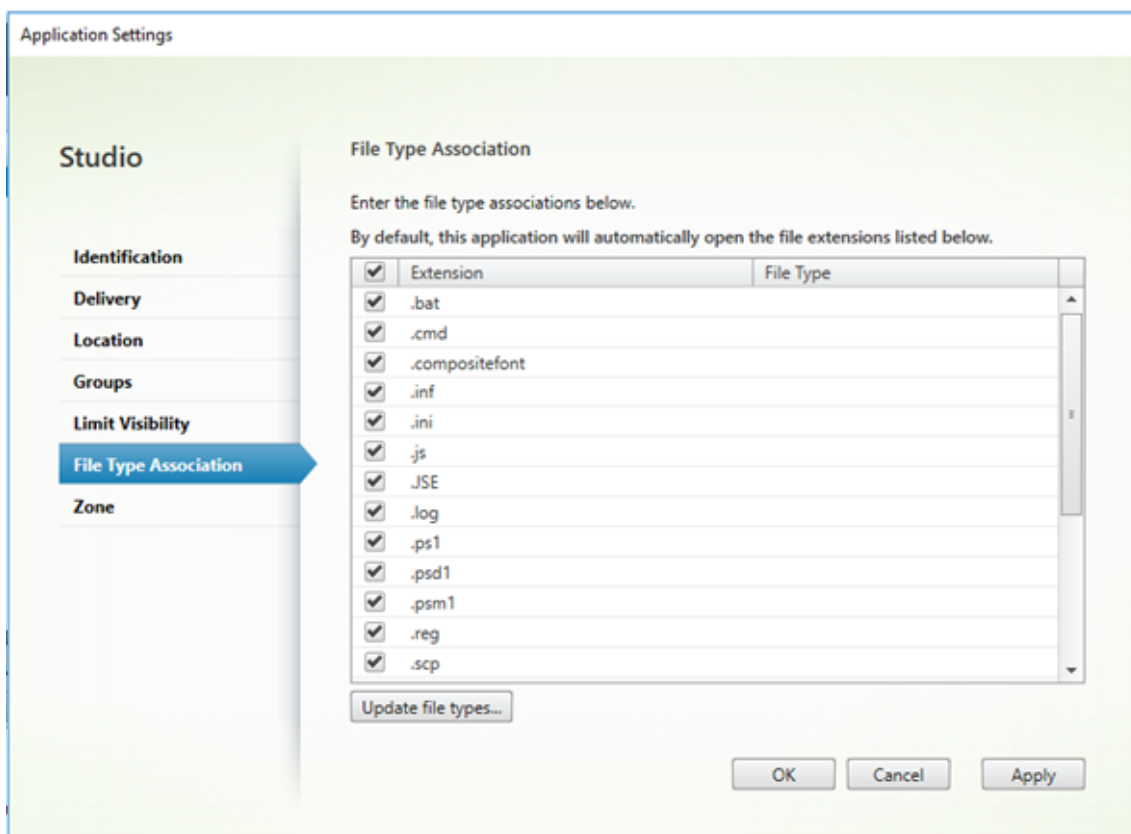 Application Settings
Studio
Identification
Delivery
Location
Groups
Limit Visibility
File Type Association
Zone
File Type Association
Enter the file type associations below.
By default, this application will automatically open the file extensions listed below.
Extension File Type
.bat
.cmd
.compositefont
.inf
.ini
.js
.JSE
.log
.ps1
.psd1
.psm1
.reg
.scp
Update file types...
OK Cancel Apply